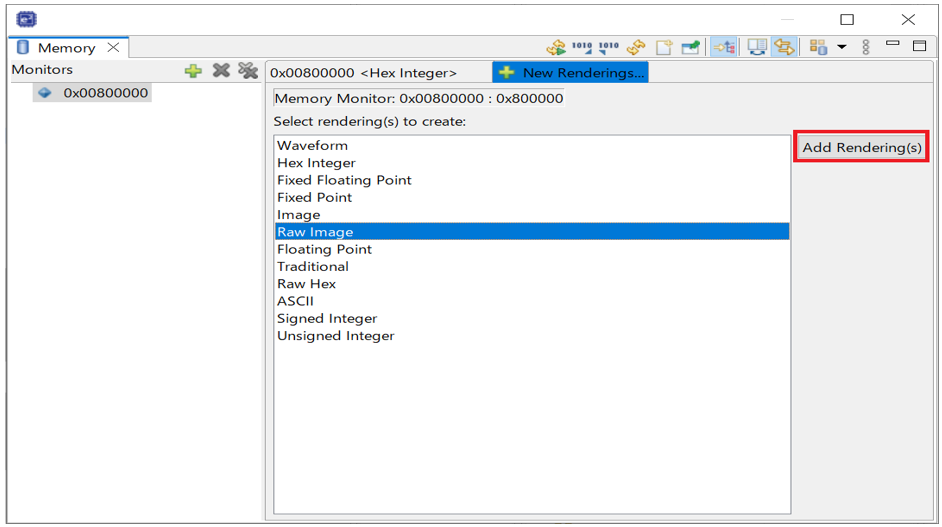 Memory
Monitors
0x00800000
0x00800000 <Hex Integer>
New Renderings...
Memory Monitor: 0x00800000 : 0x800000
Select rendering(s) to create:
Waveform
Hex Integer
Fixed Floating Point
Fixed Point
Image
Raw Image
Floating Point
Traditional
Raw Hex
ASCII
Signed Integer
Unsigned Integer
Add Rendering(s)